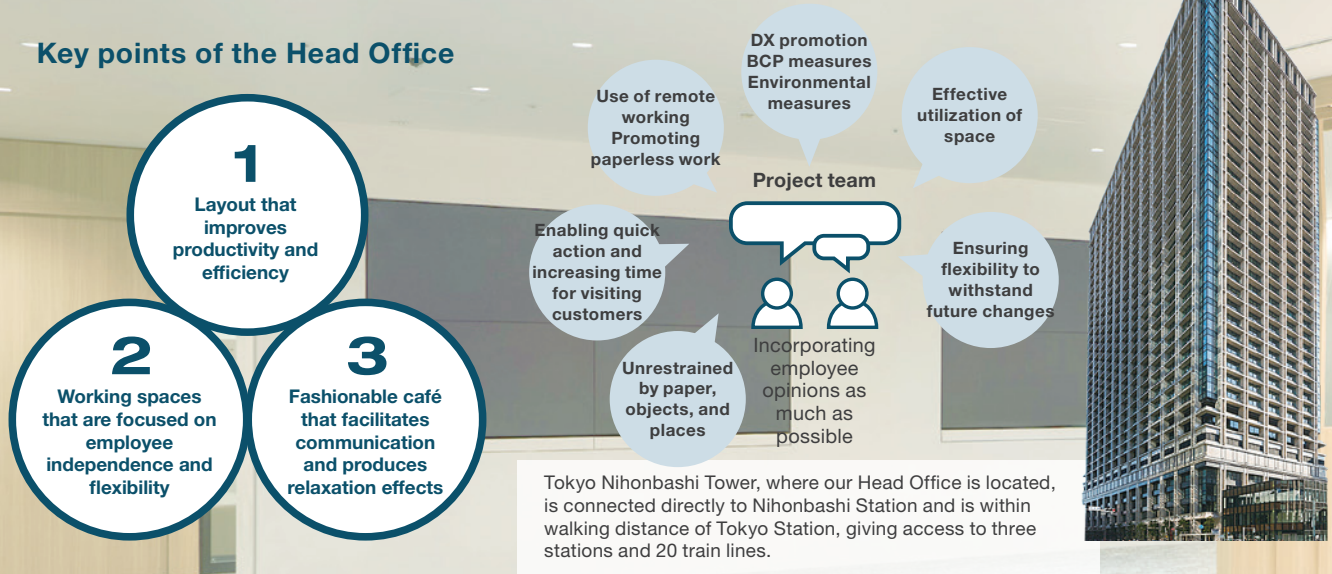 Key points of the Head Office
1
Layout that
improves
productivity and
efficiency
2
Working spaces
that are focused on
employee
independence and
flexibility
3
Fashionable café
that facilitates
communication
and produces
relaxation effects
DX promotion
BCP measures
Environmental
measures
Use of remote
working
Promoting
paperless work
Effective
utilization of
space
Project team
Enabling quick
action and
increasing time
for visiting
customers
Ensuring
flexibility to
withstand
future changes
Unrestrained
by paper,
objects, and
places
Incorporating
employee
opinions as
much as
possible
Tokyo Nihonbashi Tower, where our Head Office is located,
is connected directly to Nihonbashi Station and is within
walking distance of Tokyo Station, giving access to three
stations and 20 train lines.